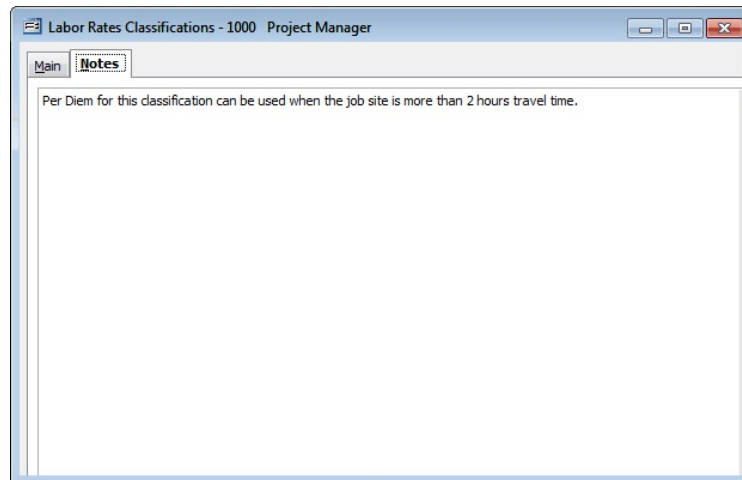 Labor Rates Classifications - 1000   Project Manager
Main Notes
Per Diem for this classification can be used when the job site is more than 2 hours travel time.